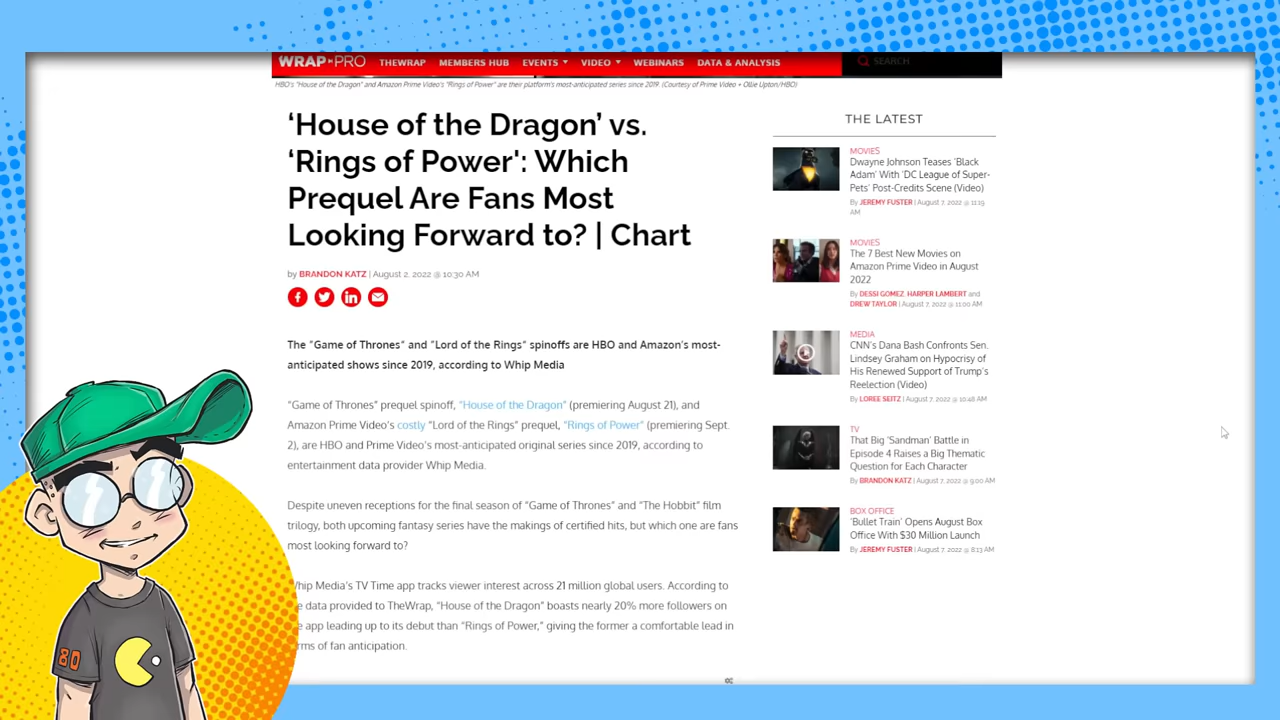 WRAP PRO THEWRAP MEMBERS HUB EVENTS VIDEO WEBINARS DATA & ANALYSIS SEARCH
HBO's "House of the Dragon" and Amazon Prime Video's "Rings of Power" are their platform's most-anticipated series since 2019. (Courtesy of Prime Video + Ollie Upton/HBO)
‘House of the Dragon’ vs.
‘Rings of Power': Which
Prequel Are Fans Most
Looking Forward to? | Chart
by BRANDON KATZ | August 2, 2022 @ 10:30 AM
The "Game of Thrones" and "Lord of the Rings" spinoffs are HBO and Amazon's most-
anticipated shows since 2019, according to Whip Media
“Game of Thrones” prequel spinoff, “House of the Dragon” (premiering August 21), and
Amazon Prime Video’s costly “Lord of the Rings” prequel, “Rings of Power” (premiering Sept.
2), are HBO and Prime Video’s most-anticipated original series since 2019, according to
entertainment data provider Whip Media.
Despite uneven receptions for the final season of “Game of Thrones” and “The Hobbit” film
trilogy, both upcoming fantasy series have the makings of certified hits, but which one are fans
most looking forward to?
hip Media’s TV Time app tracks viewer interest across 21 million global users. According to
e data provided to TheWrap, “House of the Dragon” boasts nearly 20% more followers on
e app leading up to its debut than “Rings of Power,” giving the former a comfortable lead in
rms of fan anticipation.
THE LATEST
MOVIES
Dwayne Johnson Teases ‘Black
Adam’ With ‘DC League of Super-
Pets’ Post-Credits Scene (Video)
By JEREMY FUSTER | August 7, 2022 @ 11:19
AM
MOVIES
The 7 Best New Movies on
Amazon Prime Video in August
2022
By DESSI GOMEZ, HARPER LAMBERT and
DREW TAYLOR | August 7, 2022 @ 11:00 AM
MEDIA
CNN’s Dana Bash Confronts Sen.
Lindsey Graham on Hypocrisy of
His Renewed Support of Trump’s
Reelection (Video)
By LOREE SEITZ | August 7, 2022 @ 10:48 AM
TV
That Big ‘Sandman’ Battle in
Episode 4 Raises a Big Thematic
Question for Each Character
By BRANDON KATZ | August 7, 2022 @ 9:00 AM
BOX OFFICE
‘Bullet Train’ Opens August Box
Office With $30 Million Launch
By JEREMY FUSTER | August 7, 2022 @ 8:13 AM
80